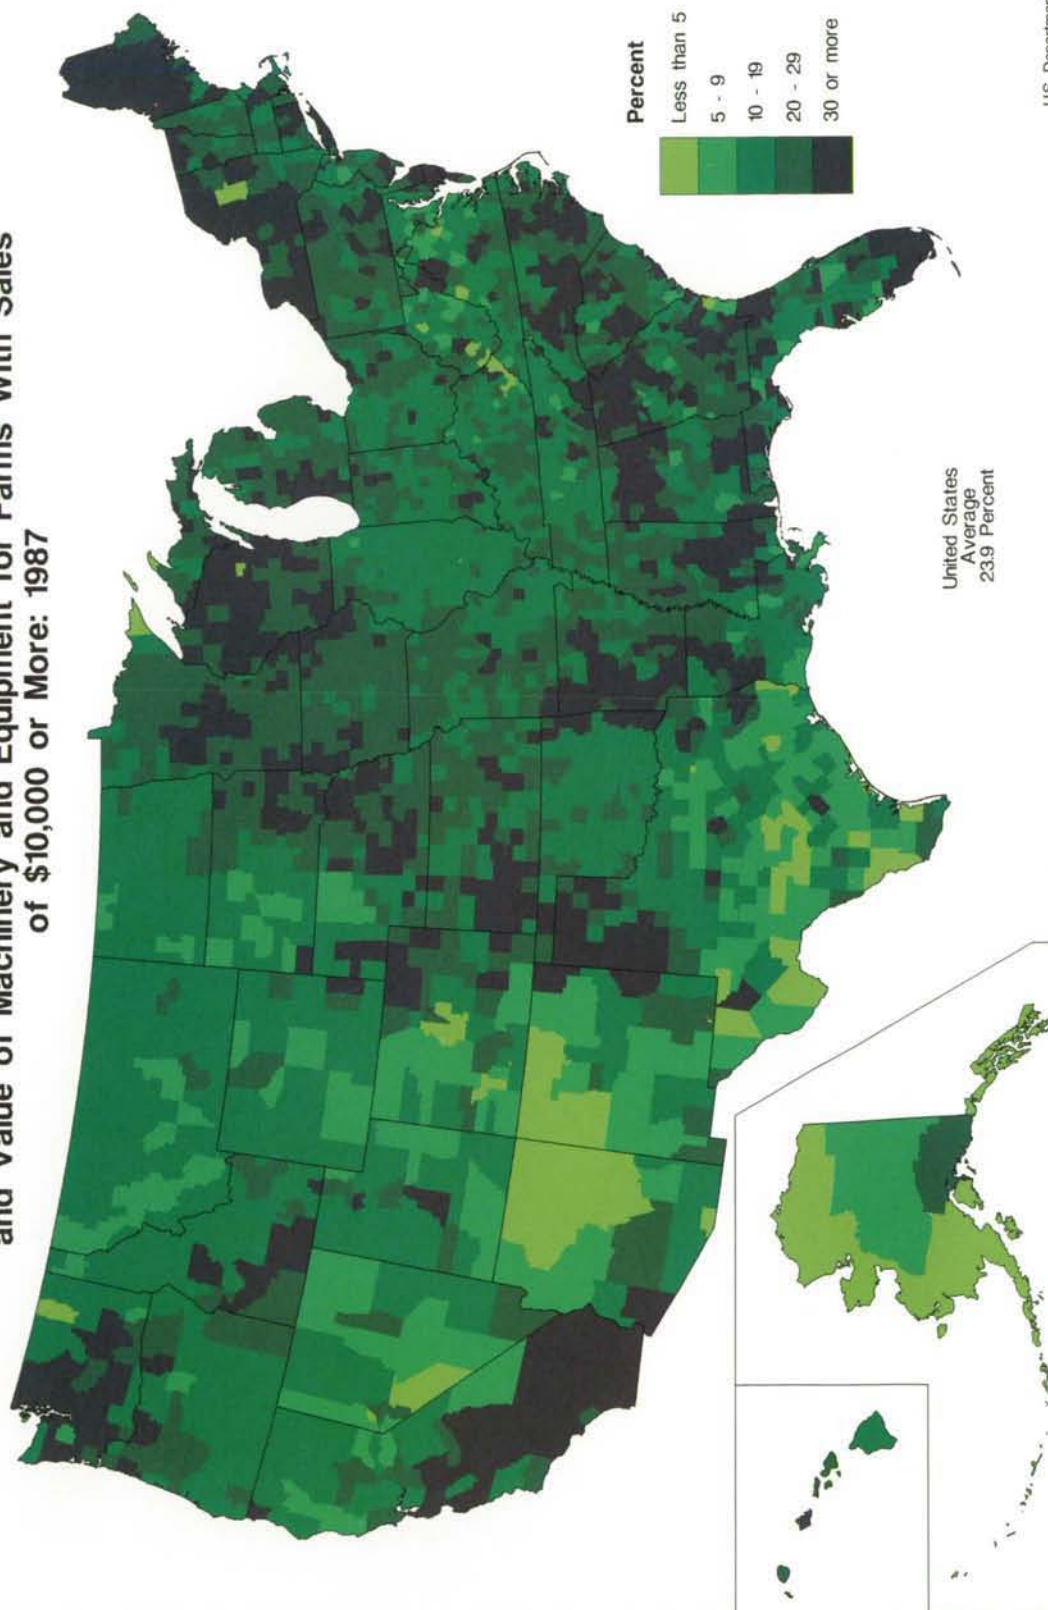 and Value of Machinery and Equipment for Farms With Sales
of $10,000 or More: 1987
Percent
Less than 5
5 - 9
10 - 19
20 - 29
30 or more
United States
Average
23.9 Percent